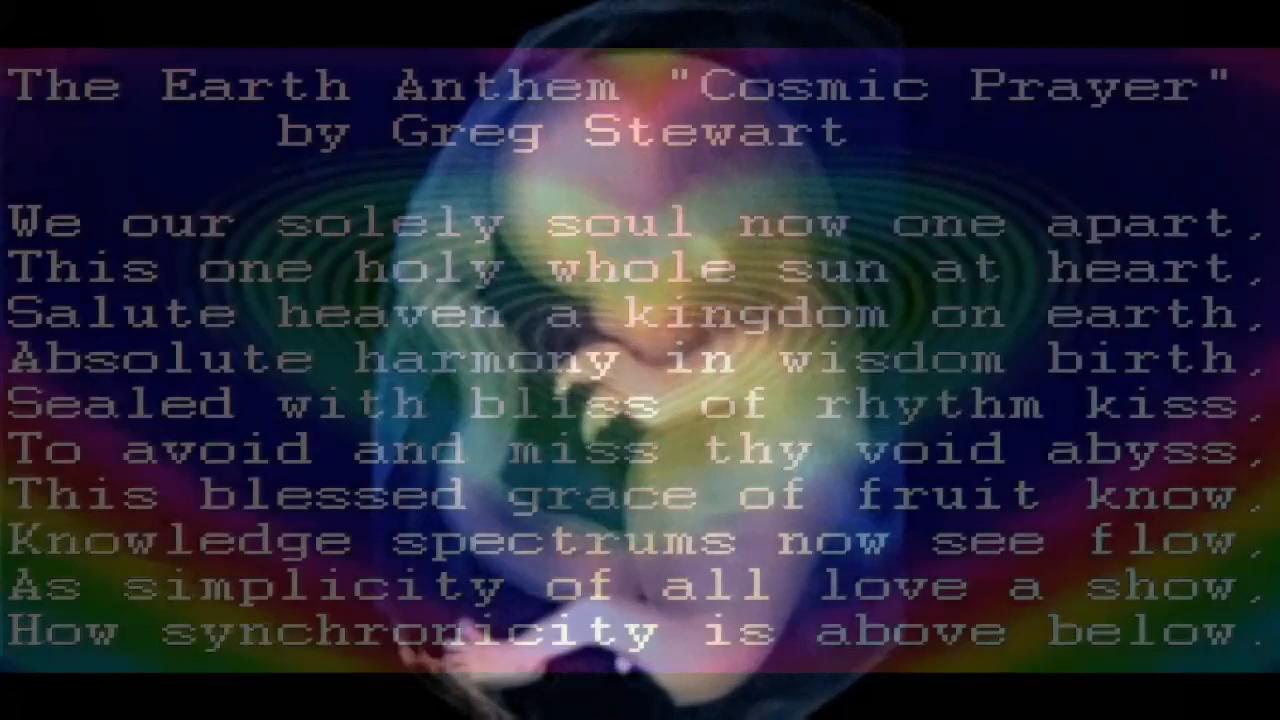 The Earth Anthem "Cosmic Prayer"
by Greg Stewart
We our solely soul now one apart,
This one holy whole sun at heart,
Salute heaven a kingdom on earth,
Absolute harmony in wisdom birth,
Sealed with bliss of rhythm kiss,
To avoid and miss thy void abyss,
This blessed grace of fruit know,
Knowledge spectrums now see flow,
As simplicity of all love a show,
How synchronicity is above below.